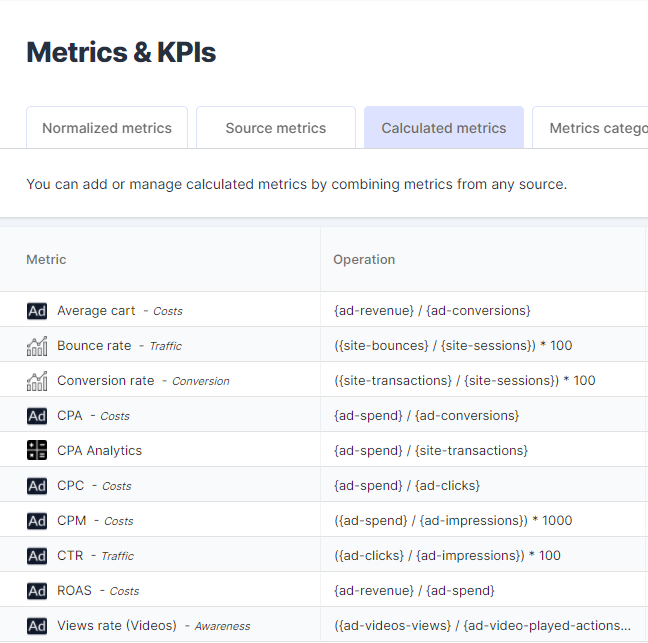 Metrics & KPIs
Normalized metrics Source metrics Calculated metrics Metrics catego
You can add or manage calculated metrics by combining metrics from any source.
Metric Operation
Ad Average cart - Costs {ad-revenue} / {ad-conversions}
Bounce rate - Traffic ({site-bounces} / {site-sessions}) * 100
Conversion rate - Conversion ({site-transactions} / {site-sessions}) * 100
Ad CPA - Costs {ad-spend} / {ad-conversions}
CPA Analytics {ad-spend} / {site-transactions}
Ad CPC - Costs {ad-spend} / {ad-clicks}
Ad CPM - Costs ({ad-spend} / {ad-impressions}) * 1000
Ad CTR - Traffic ({ad-clicks} / {ad-impressions}) * 100
Ad ROAS - Costs {ad-revenue} / {ad-spend}
Ad Views rate (Videos) - Awareness ({ad-videos-views} / {ad-video-played-actions...